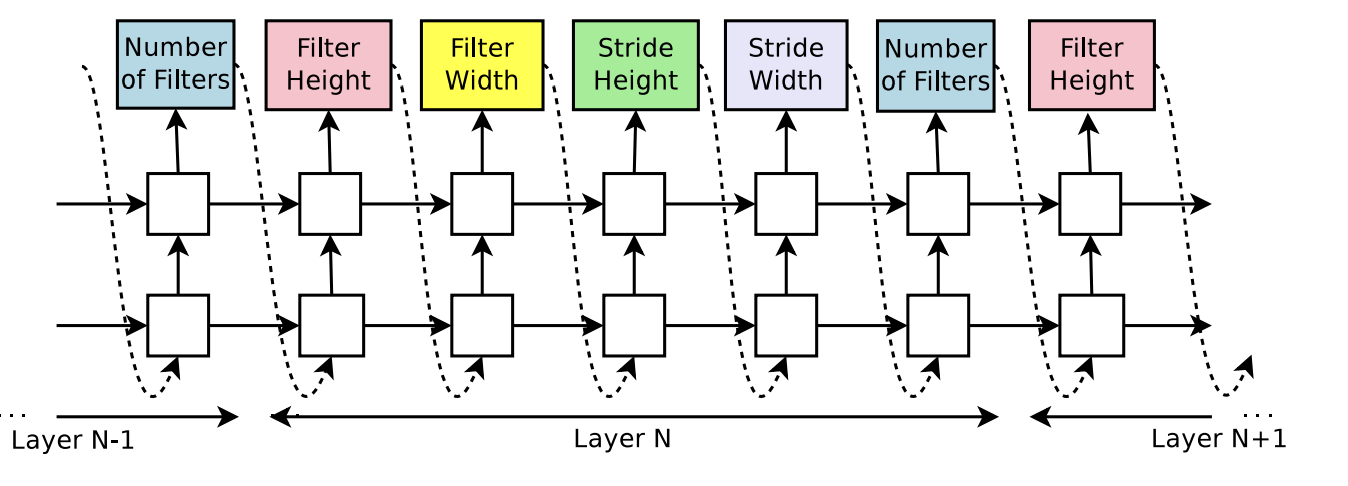 Number
of Filters
Filter
Height
Filter
Width
Stride
Height
Stride
Width
Number
of Filters
Filter
Height
...
...
Layer N-1
Layer N
Layer N+1